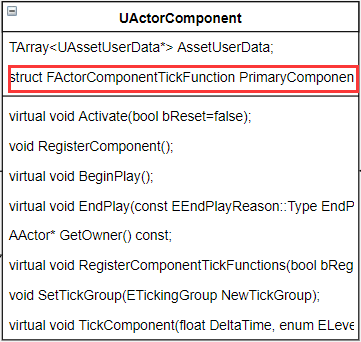 UActorComponent
TArray<UAssetUserData*> AssetUserData;
struct FActorComponentTickFunction PrimaryComponen
virtual void Activate(bool bReset=false);
void RegisterComponent();
virtual void BeginPlay();
virtual void EndPlay(const EEndPlayReason::Type EndP
AActor* GetOwner() const;
virtual void RegisterComponentTickFunctions(bool bReg
void SetTickGroup(ETickingGroup NewTickGroup);
virtual void TickComponent(float DeltaTime, enum ELeve